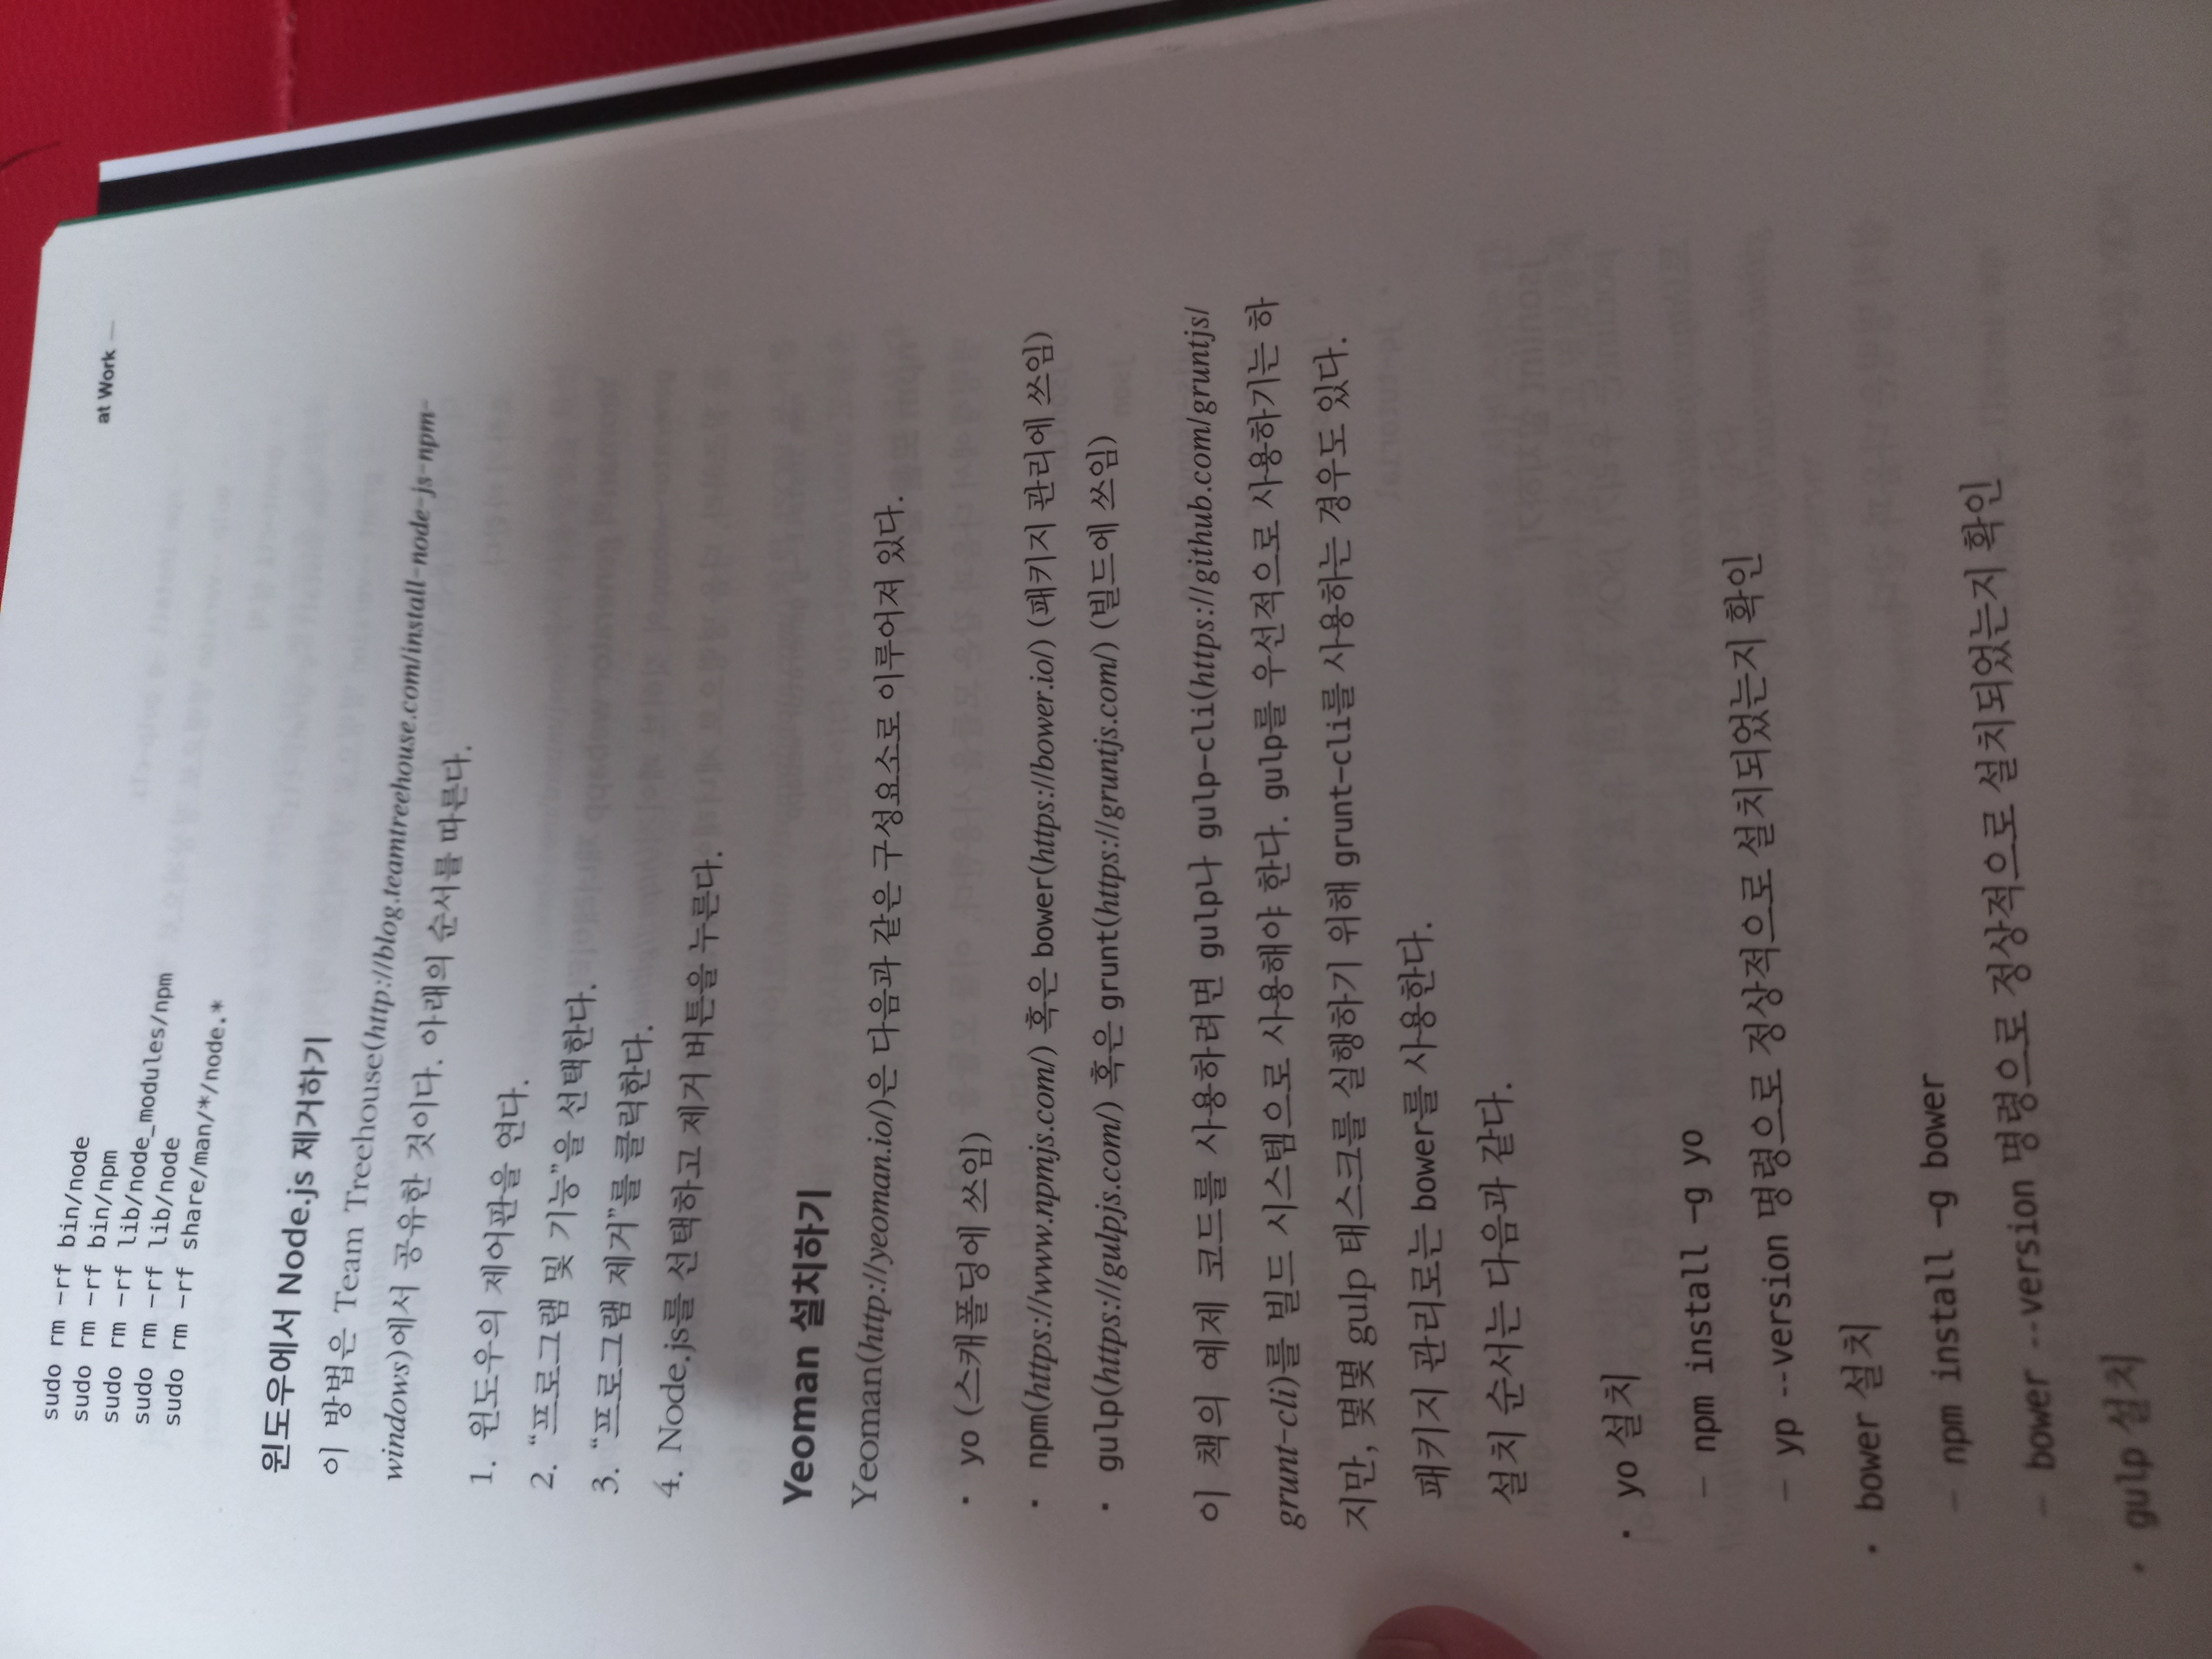 at Work —
sudo rm -rf bin/node
sudo rm -rf bin/npm
sudo rm -rf lib/node_modules/npm
sudo rm -rf lib/node
sudo rm -rf share/man/*/node.*
윈도우에서 Node.js 제거하기
이 방법은 Team Treehouse(http://blog.teamtreehouse.com/install-node-js-npm-
windows)에서 공유한 것이다. 아래의 순서를 따른다.
1. 윈도우의 제어판을 연다.
2. “프로그램 및 기능”을 선택한다.
3. “프로그램 제거”를 클릭한다.
4. Node.js를 선택하고 제거 버튼을 누른다.
Yeoman 설치하기
Yeoman(http://yeoman.io/)은 다음과 같은 구성요소로 이루어져 있다.
· yo (스캐폴딩에 쓰임)
· npm(https://www.npmjs.com/) 혹은 bower(https://bower.io/) (패키지 관리에 쓰임)
· gulp(https://gulpjs.com/) 혹은 grunt(https://gruntjs.com/) (빌드에 쓰임)
이 책의 예제 코드를 사용하려면 gulp나 gulp-cli(https://github.com/gruntjs/
grunt-cli)를 빌드 시스템으로 사용해야 한다. gulp를 우선적으로 사용하기는 하
지만, 몇몇 gulp 태스크를 실행하기 위해 grunt-cli를 사용하는 경우도 있다.
패키지 관리로는 bower를 사용한다.
설치 순서는 다음과 같다.
· yo 설치
– npm install -g yo
– yp --version 명령으로 정상적으로 설치되었는지 확인
· bower 설치
– npm install -g bower
– bower --version 명령으로 정상적으로 설치되었는지 확인
· gulp 설치